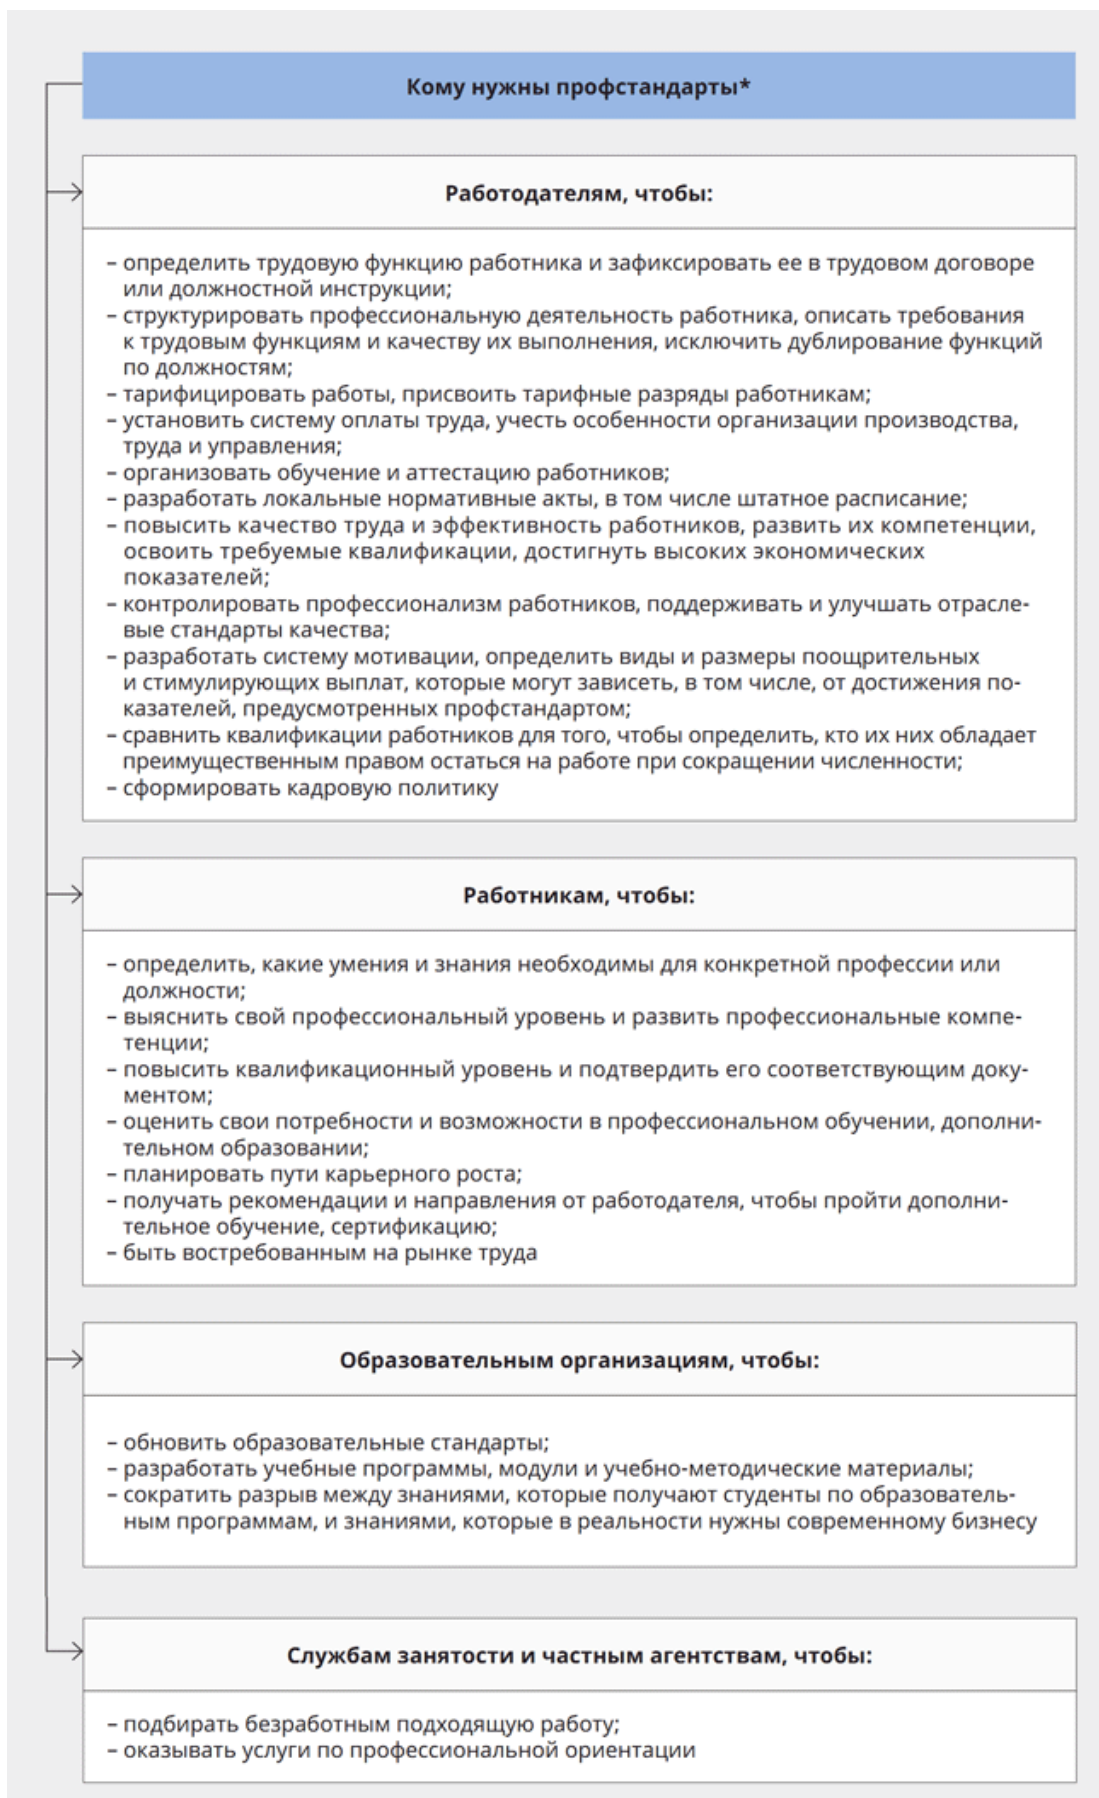 Кому нужны профстандарты*
Работодателям, чтобы:
– определить трудовую функцию работника и зафиксировать ее в трудовом договоре
или должностной инструкции;
– структурировать профессиональную деятельность работника, описать требования
к трудовым функциям и качеству их выполнения, исключить дублирование функций
по должностям;
– тарифицировать работы, присвоить тарифные разряды работникам;
– установить систему оплаты труда, учесть особенности организации производства,
труда и управления;
– организовать обучение и аттестацию работников;
– разработать локальные нормативные акты, в том числе штатное расписание;
– повысить качество труда и эффективность работников, развить их компетенции,
освоить требуемые квалификации, достигнуть высоких экономических
показателей;
– контролировать профессионализм работников, поддерживать и улучшать отрасле-
вые стандарты качества;
– разработать систему мотивации, определить виды и размеры поощрительных
и стимулирующих выплат, которые могут зависеть, в том числе, от достижения по-
казателей, предусмотренных профстандартом;
– сравнить квалификации работников для того, чтобы определить, кто их них обладает
преимущественным правом остаться на работе при сокращении численности;
– сформировать кадровую политику
Работникам, чтобы:
– определить, какие умения и знания необходимы для конкретной профессии или
должности;
– выяснить свой профессиональный уровень и развить профессиональные компе-
тенции;
– повысить квалификационный уровень и подтвердить его соответствующим доку-
ментом;
– оценить свои потребности и возможности в профессиональном обучении, дополни-
тельном образовании;
– планировать пути карьерного роста;
– получать рекомендации и направления от работодателя, чтобы пройти дополни-
тельное обучение, сертификацию;
– быть востребованным на рынке труда
Образовательным организациям, чтобы:
– обновить образовательные стандарты;
– разработать учебные программы, модули и учебно-методические материалы;
– сократить разрыв между знаниями, которые получают студенты по образователь-
ным программам, и знаниями, которые в реальности нужны современному бизнесу
Службам занятости и частным агентствам, чтобы:
– подбирать безработным подходящую работу;
– оказывать услуги по профессиональной ориентации